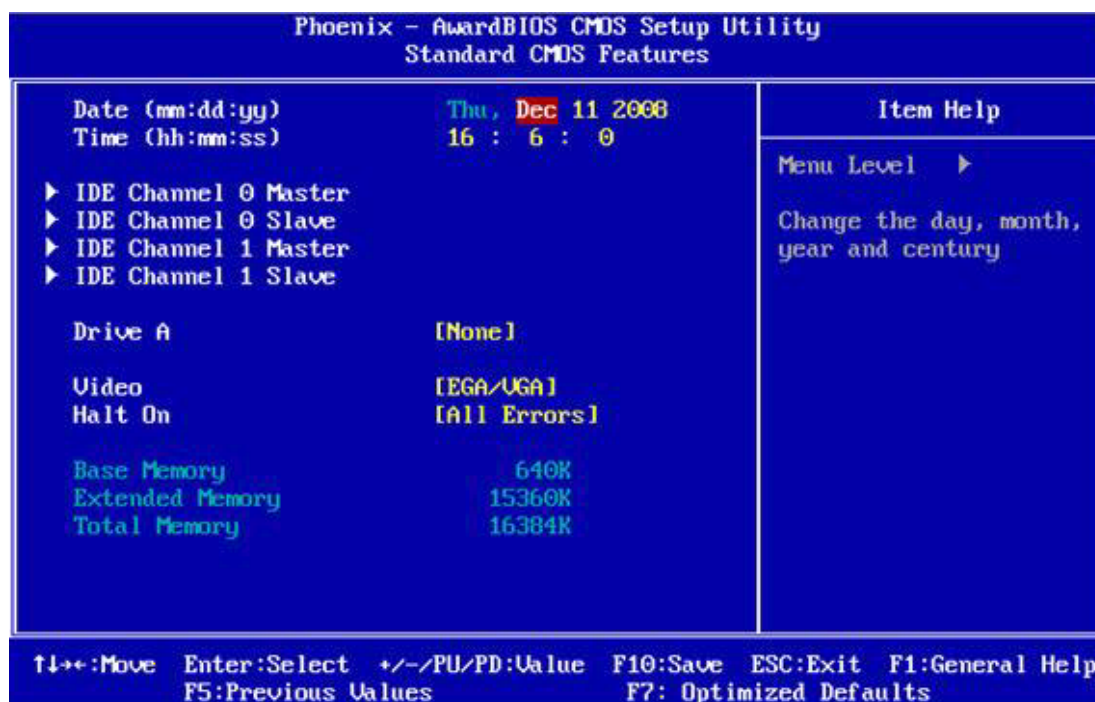 Phoenix - AwardBIOS CMOS Setup Utility
Standard CMOS Features
Date (mm:dd:yy) Thu, Dec 11 2008
Time (hh:mm:ss) 16 : 6 : 0
IDE Channel 0 Master
IDE Channel 0 Slave
IDE Channel 1 Master
IDE Channel 1 Slave
Drive A [None]
Video [EGA/VGA]
Halt On [All Errors]
Base Memory 640K
Extended Memory 15360K
Total Memory 16384K
Item Help
Menu Level
Change the day, month,
year and century
↑↓→←:Move Enter:Select +/-/PU/PD:Value F10:Save ESC:Exit F1:General Help
F5:Previous Values F7: Optimized Defaults